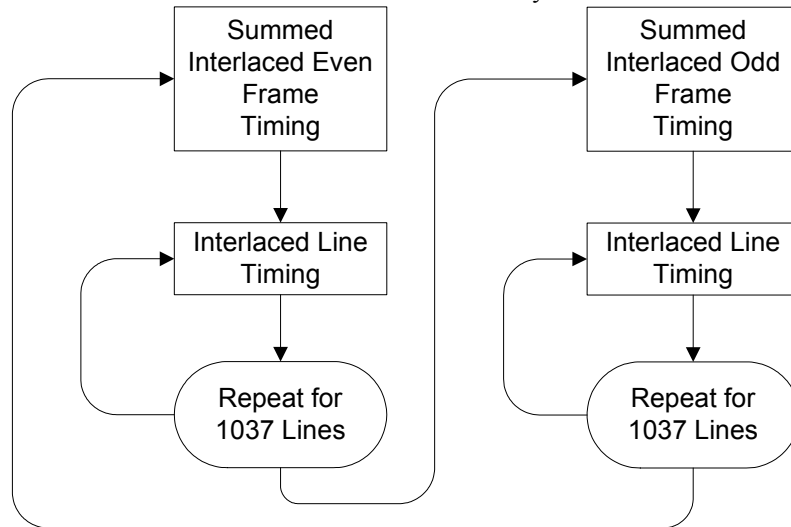 Summed
Interlaced Even
Frame
Timing
Interlaced Line
Timing
Repeat for
1037 Lines
Summed
Interlaced Odd
Frame
Timing
Interlaced Line
Timing
Repeat for
1037 Lines